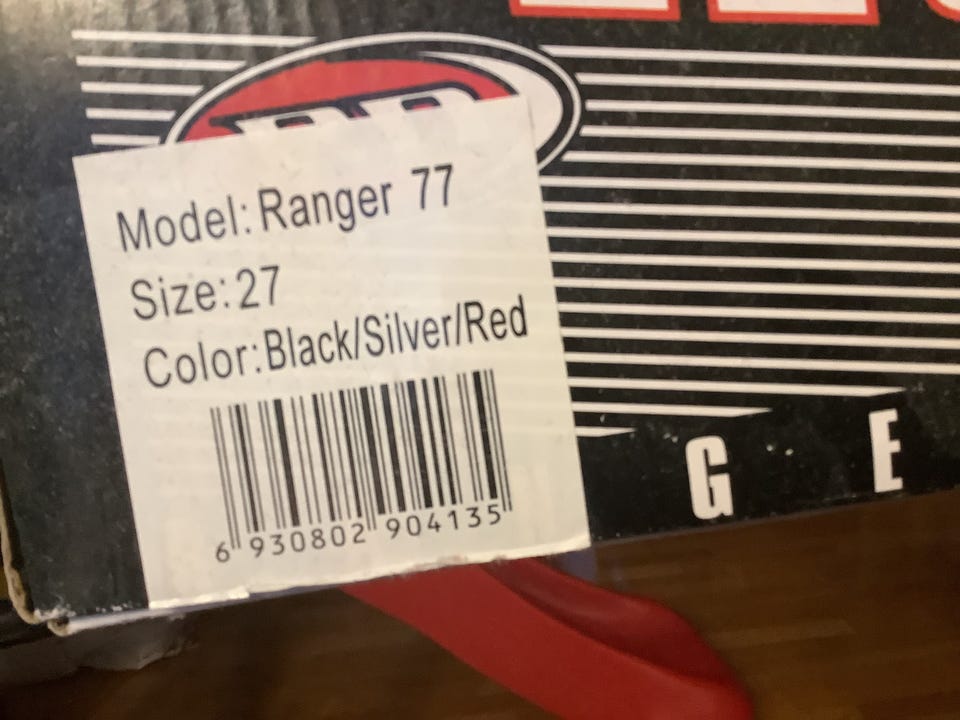 Model: Ranger 77
Size: 27
Color: Black/Silver/Red
6 930802 904135
G E